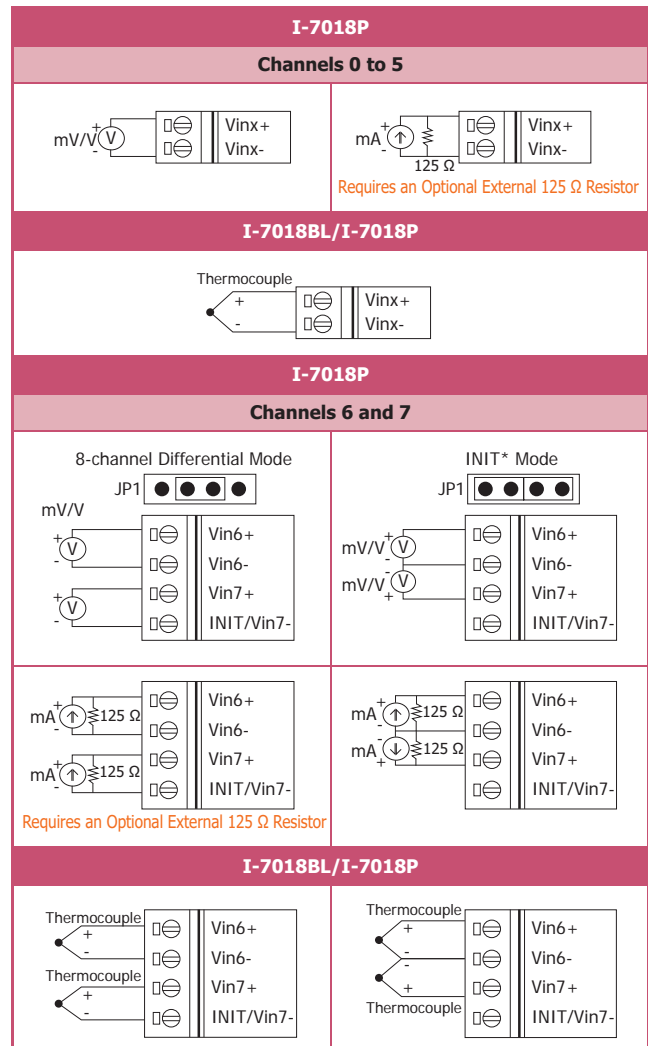 I-7018P
Channels 0 to 5
+
mV/V
V
-
Vinx+
Vinx-
+
mA
-
125 Ω
Vinx+
Vinx-
Requires an Optional External 125 Ω Resistor
I-7018BL/I-7018P
Thermocouple
+
-
Vinx+
Vinx-
I-7018P
Channels 6 and 7
8-channel Differential Mode
JP1
mV/V
+
V
-
+
V
-
Vin6+
Vin6-
Vin7+
INIT/Vin7-
INIT* Mode
JP1
mV/V
+
V
-
-
mV/V
V
+
Vin6+
Vin6-
Vin7+
INIT/Vin7-
+
mA
-
125 Ω
+
mA
-
125 Ω
Vin6+
Vin6-
Vin7+
INIT/Vin7-
Requires an Optional External 125 Ω Resistor
+
mA
-
125 Ω
-
mA
+
125 Ω
Vin6+
Vin6-
Vin7+
INIT/Vin7-
I-7018BL/I-7018P
Thermocouple
+
-
Thermocouple
+
-
Vin6+
Vin6-
Vin7+
INIT/Vin7-
Thermocouple
+
-
-
+
Thermocouple
Vin6+
Vin6-
Vin7+
INIT/Vin7-